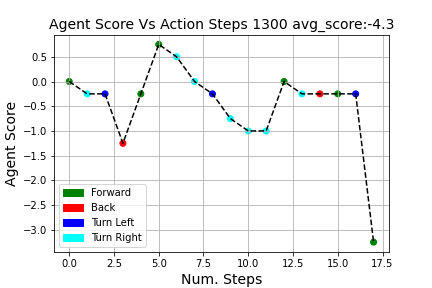 Agent Score Vs Action Steps 1300 avg_score:-4.3
Agent Score
0.5
0.0
−0.5
−1.0
−1.5
−2.0
−2.5
−3.0
Forward
Back
Turn Left
Turn Right
0.0 2.5 5.0 7.5 10.0 12.5 15.0 17.5
Num. Steps